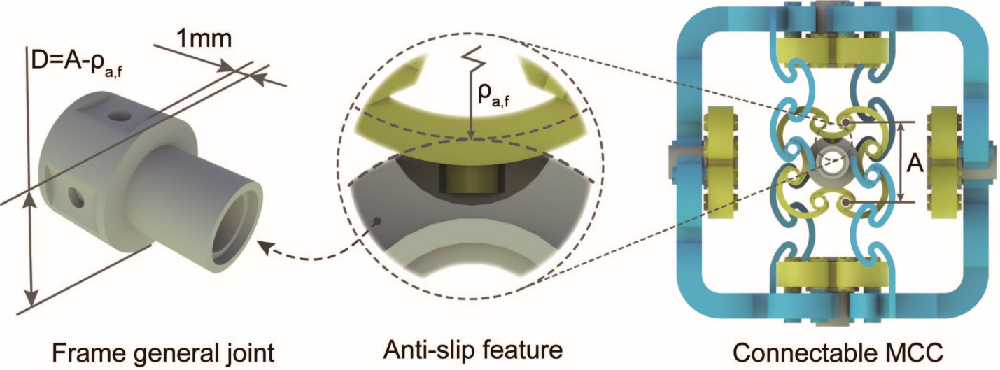 1mm
D=A-ρa,f
ρa,f
A
Frame general joint
Anti-slip feature
Connectable MCC